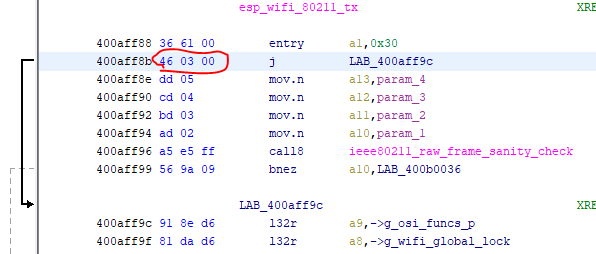 esp_wifi_80211_tx XRE
400aff88 36 61 00 entry a1,0x30
400aff8b 46 03 00 j LAB_400aff9c
400aff8e dd 05 mov.n a13,param_4
400aff90 cd 04 mov.n a12,param_3
400aff92 bd 03 mov.n a11,param_2
400aff94 ad 02 mov.n a10,param_1
400aff96 a5 e5 ff call8 ieee80211_raw_frame_sanity_check
400aff99 56 9a 09 bnez a10,LAB_400b0036
LAB_400aff9c XRE
400aff9c 91 8e d6 l32r a9,->g_osi_funcs_p
400aff9f 81 da d6 l32r a8,->g_wifi_global_lock